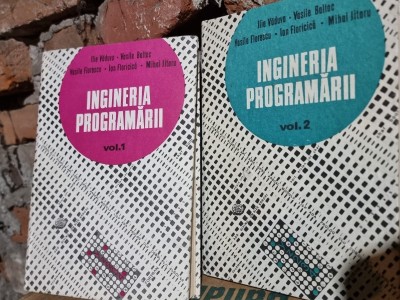 Ilie Văduva • Vasile Baltac
Vasile Florescu • Ion Floricică
Mihai Jitaru
INGINERIA
PROGRAMĂRII
vol.1
Ilie Văduva • Vasile Baltac
Vasile Florescu • Ion Floricică • Mihai Jitaru
INGINERIA
PROGRAMĂRII
vol.2